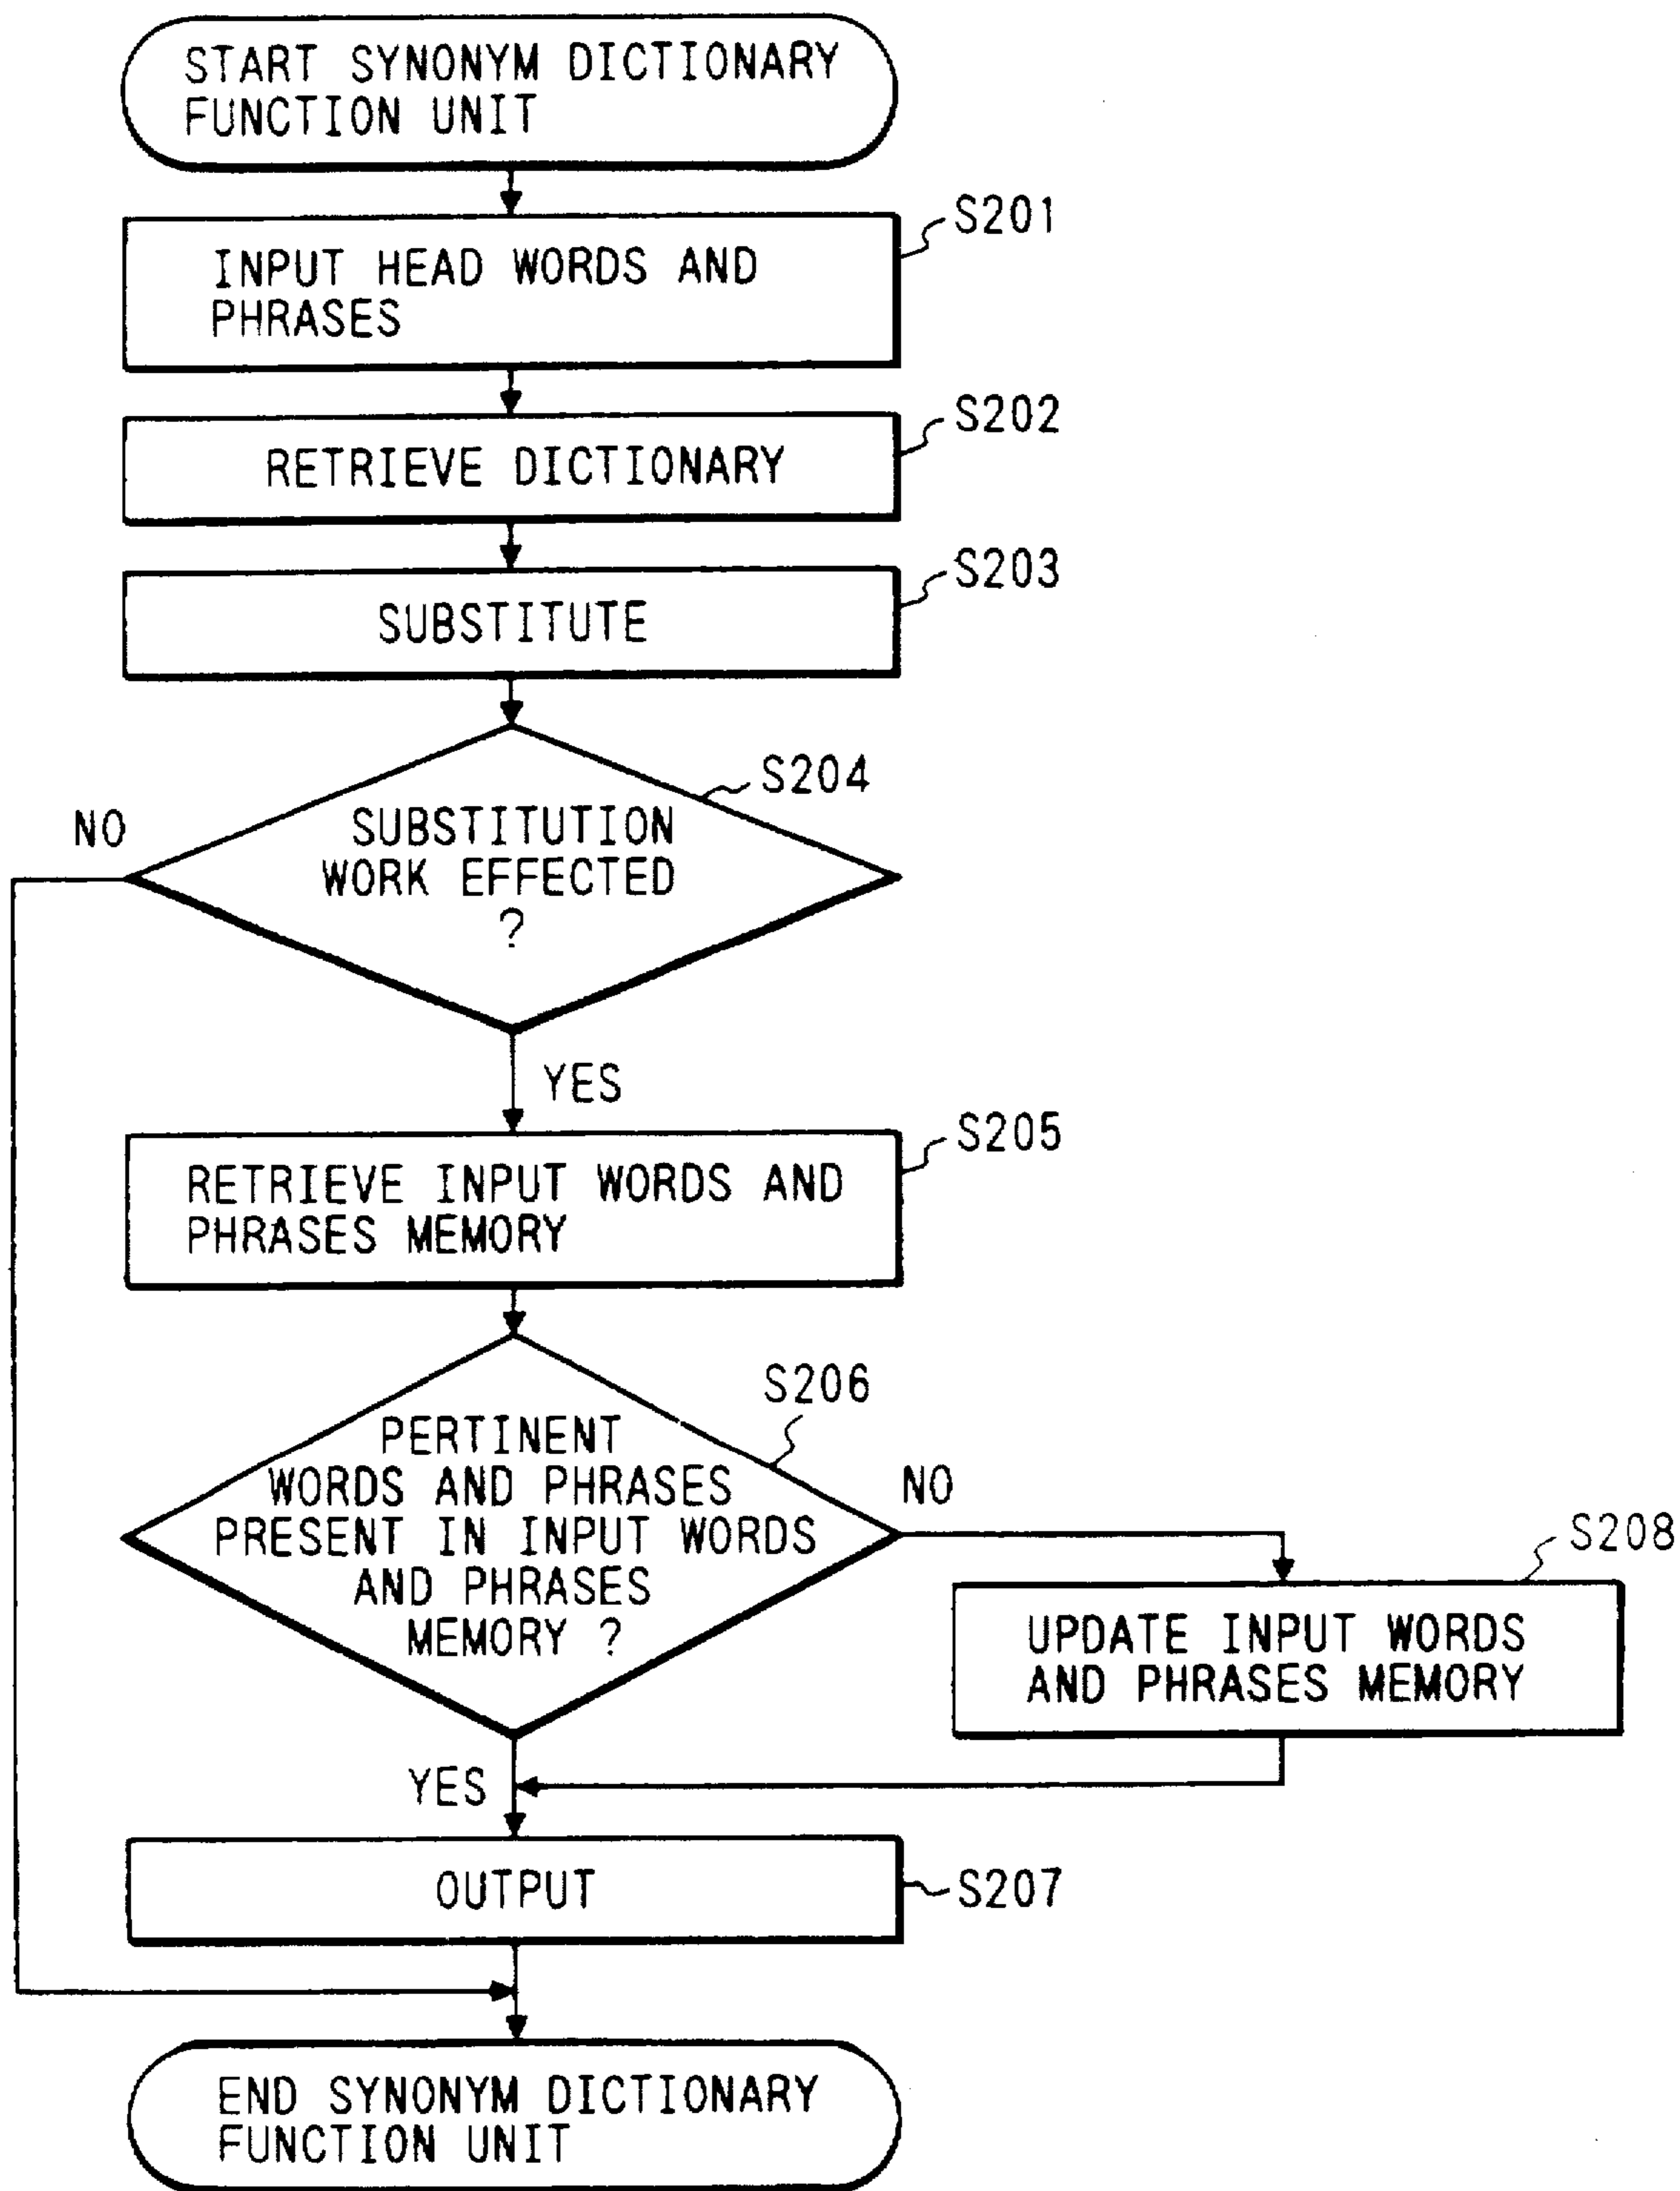 START SYNONYM DICTIONARY
FUNCTION UNIT
S201
INPUT HEAD WORDS AND
PHRASES
S202
RETRIEVE DICTIONARY
S203
SUBSTITUTE
S204
NO
SUBSTITUTION
WORK EFFECTED
?
YES
S205
RETRIEVE INPUT WORDS AND
PHRASES MEMORY
S206
PERTINENT
WORDS AND PHRASES
PRESENT IN INPUT WORDS
AND PHRASES
MEMORY ?
NO
S208
UPDATE INPUT WORDS
AND PHRASES MEMORY
YES
OUTPUT
S207
END SYNONYM DICTIONARY
FUNCTION UNIT